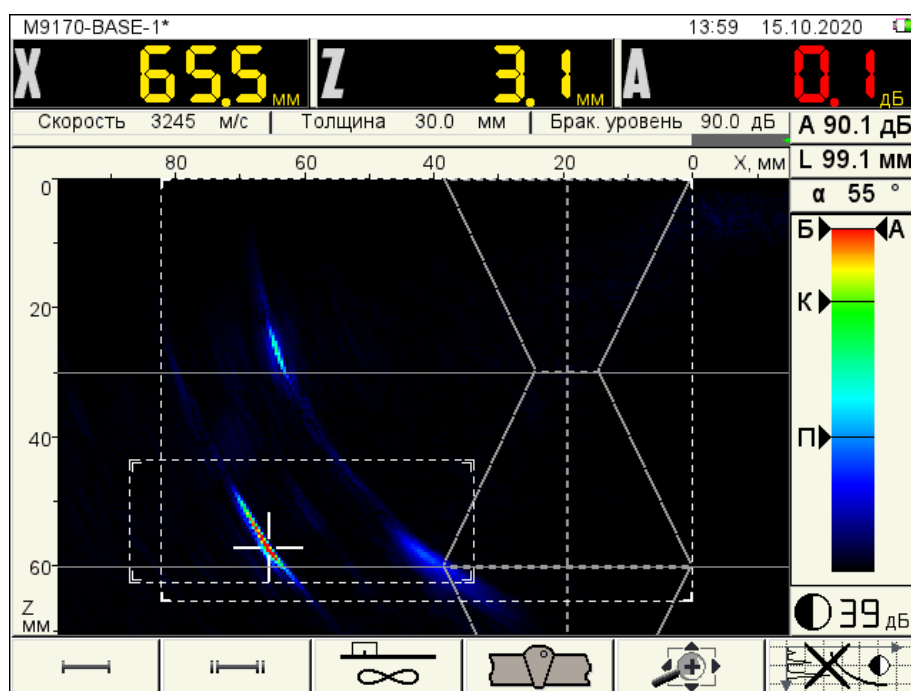 M9170-BASE-1* 13:59 15.10.2020
X 65.5 мм Z 3.1 мм A 0.1 дБ
Скорость 3245 м/с Толщина 30.0 мм Брак. уровень 90.0 дБ A 90.1 дБ
80 60 40 20 X, мм L 99.1 мм
α 55 °
0
Б А
20
К
40
П
60
Z
мм
39 дБ